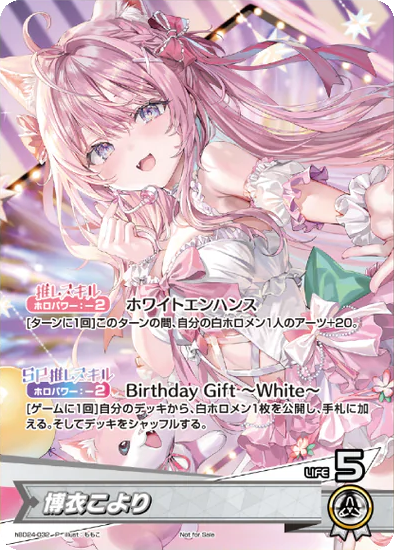 推しスキル
ホロパワー：-2
ホワイトエンハンス
[ターンに1回]このターンの間、自分の白ホロメン1人のアーツ+20。
SP推しスキル
ホロパワー：-2
Birthday Gift ～White～
[ゲームに1回]自分のデッキから、白ホロメン1枚を公開し、手札に加
える。そしてデッキをシャッフルする。
LIFE 5
博衣こより
hBD24-032
Illust.ももこ
Not for Sale